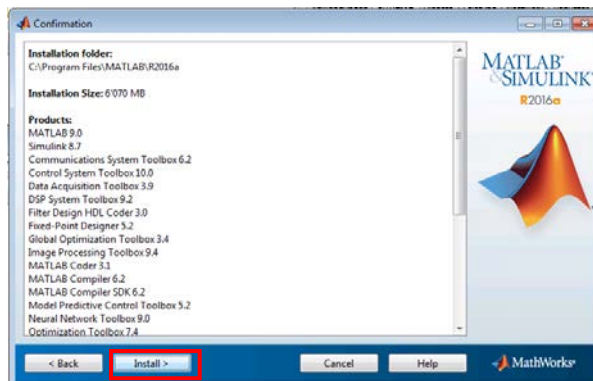 Confirmation
Installation folder:
C:\Program Files\MATLAB\R2016a
Installation Size: 6'070 MB
Products:
MATLAB 9.0
Simulink 8.7
Communications System Toolbox 6.2
Control System Toolbox 10.0
Data Acquisition Toolbox 3.9
DSP System Toolbox 9.2
Filter Design HDL Coder 3.0
Fixed-Point Designer 5.2
Global Optimization Toolbox 3.4
Image Processing Toolbox 9.4
MATLAB Coder 3.1
MATLAB Compiler 6.2
MATLAB Compiler SDK 6.2
Model Predictive Control Toolbox 5.2
Neural Network Toolbox 9.0
Optimization Toolbox 7.4
MATLAB®
&SIMULINK®
R2016a
< Back
Install >
Cancel
Help
MathWorks®